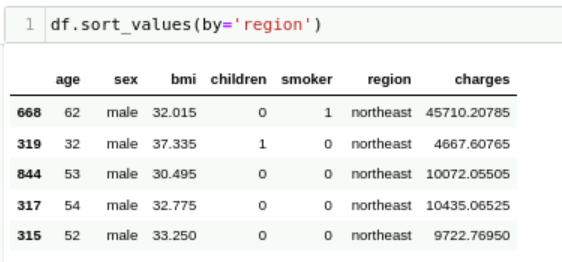 1 df.sort_values(by='region')
age sex bmi children smoker region charges
668 62 male 32.015 0 1 northeast 45710.20785
319 32 male 37.335 1 0 northeast 4667.60765
844 53 male 30.495 0 0 northeast 10072.05505
317 54 male 32.775 0 0 northeast 10435.06525
315 52 male 33.250 0 0 northeast 9722.76950